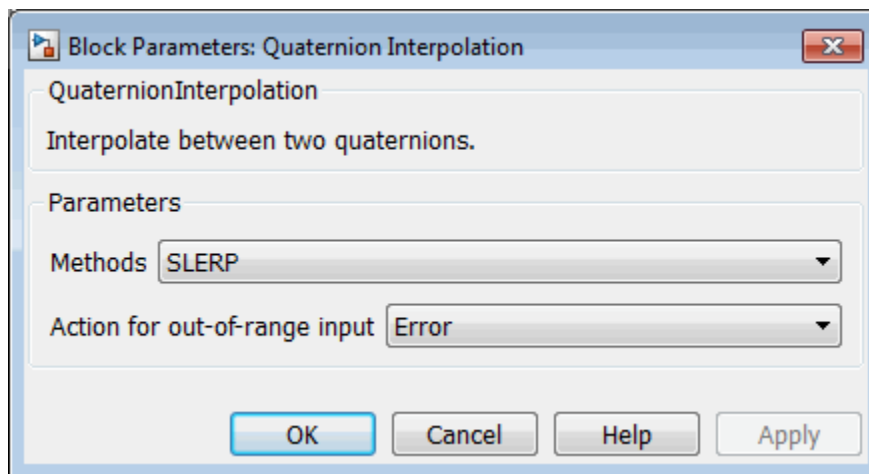 Block Parameters: Quaternion Interpolation
QuaternionInterpolation
Interpolate between two quaternions.
Parameters
Methods SLERP
Action for out-of-range input Error
OK Cancel Help Apply